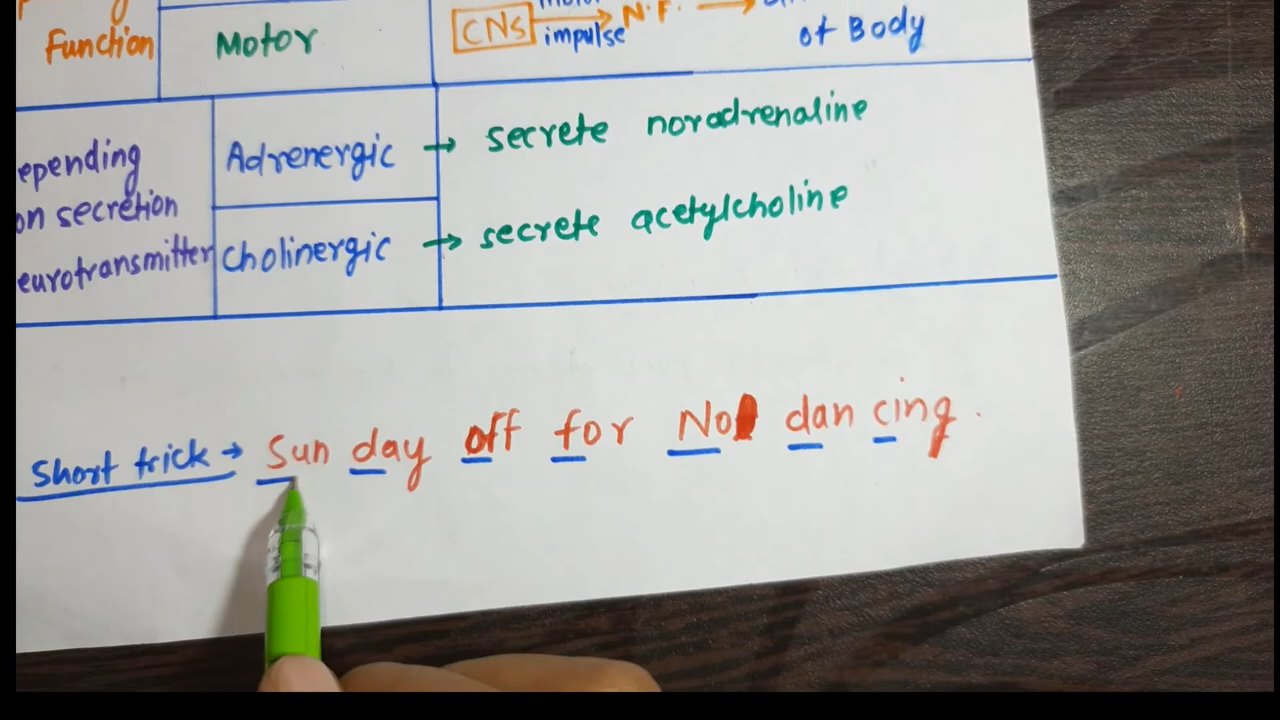 Function
Motor
CNS
impulse
N.F.
of Body
epending
on secretion
eurotransmitter
Adrenergic → secrete noradrenaline
Cholinergic → secrete acetylcholine
Short trick → Sun day off for No dan cing.